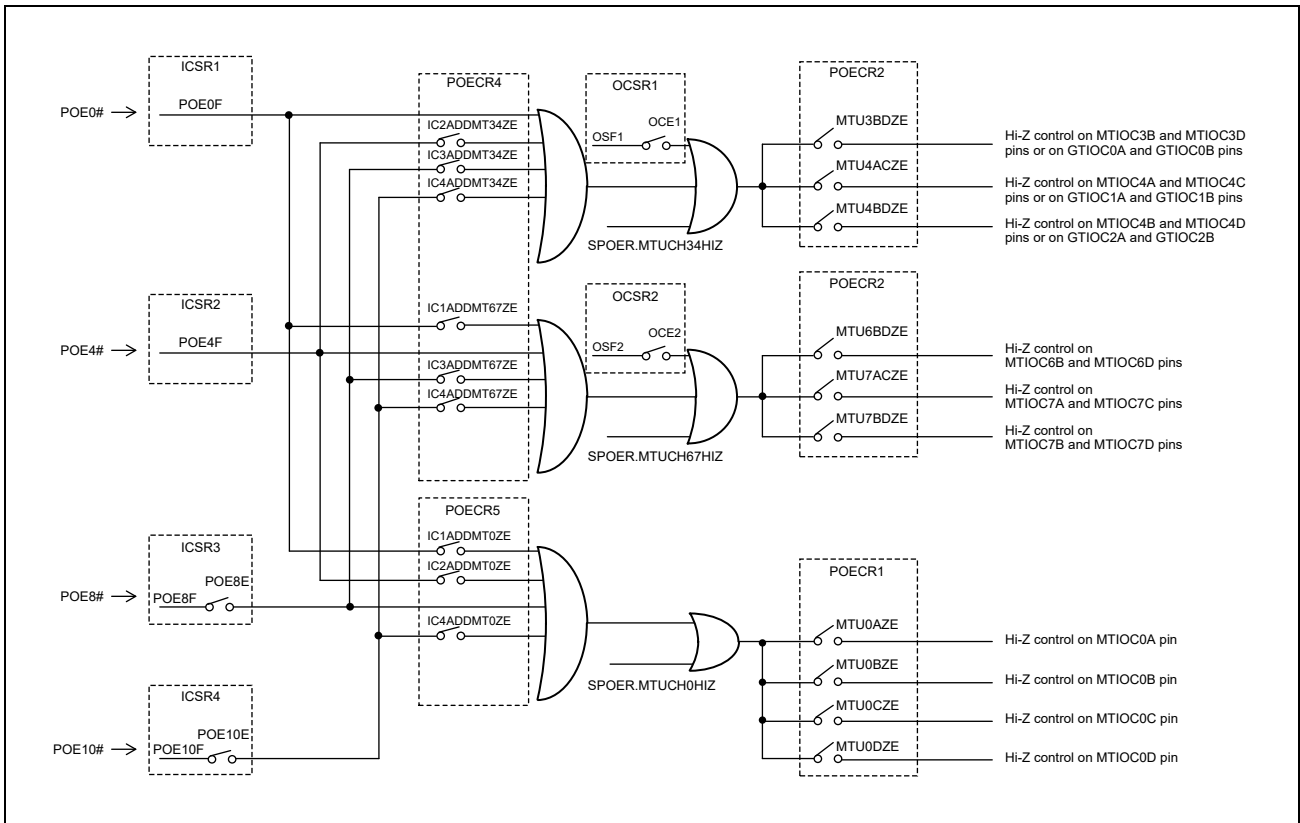 ICSR1
POE0#
POE0F
POECR4
IC2ADDMT34ZE
IC3ADDMT34ZE
IC4ADDMT34ZE
OCSR1
OSF1
OCE1
SPOER.MTUCH34HIZ
POECR2
MTU3BDZE
MTU4ACZE
MTU4BDZE
Hi-Z control on MTIOC3B and MTIOC3D
pins or on GTIOC0A and GTIOC0B pins
Hi-Z control on MTIOC4A and MTIOC4C
pins or on GTIOC1A and GTIOC1B pins
Hi-Z control on MTIOC4B and MTIOC4D
pins or on GTIOC2A and GTIOC2B
ICSR2
POE4#
POE4F
IC1ADDMT67ZE
IC3ADDMT67ZE
IC4ADDMT67ZE
OCSR2
OSF2
OCE2
SPOER.MTUCH67HIZ
POECR2
MTU6BDZE
MTU7ACZE
MTU7BDZE
Hi-Z control on
MTIOC6B and MTIOC6D pins
Hi-Z control on
MTIOC7A and MTIOC7C pins
Hi-Z control on
MTIOC7B and MTIOC7D pins
ICSR3
POE8#
POE8F
POE8E
POECR5
IC1ADDMT0ZE
IC2ADDMT0ZE
IC4ADDMT0ZE
SPOER.MTUCH0HIZ
POECR1
MTU0AZE
MTU0BZE
MTU0CZE
MTU0DZE
Hi-Z control on MTIOC0A pin
Hi-Z control on MTIOC0B pin
Hi-Z control on MTIOC0C pin
Hi-Z control on MTIOC0D pin
ICSR4
POE10#
POE10F
POE10E